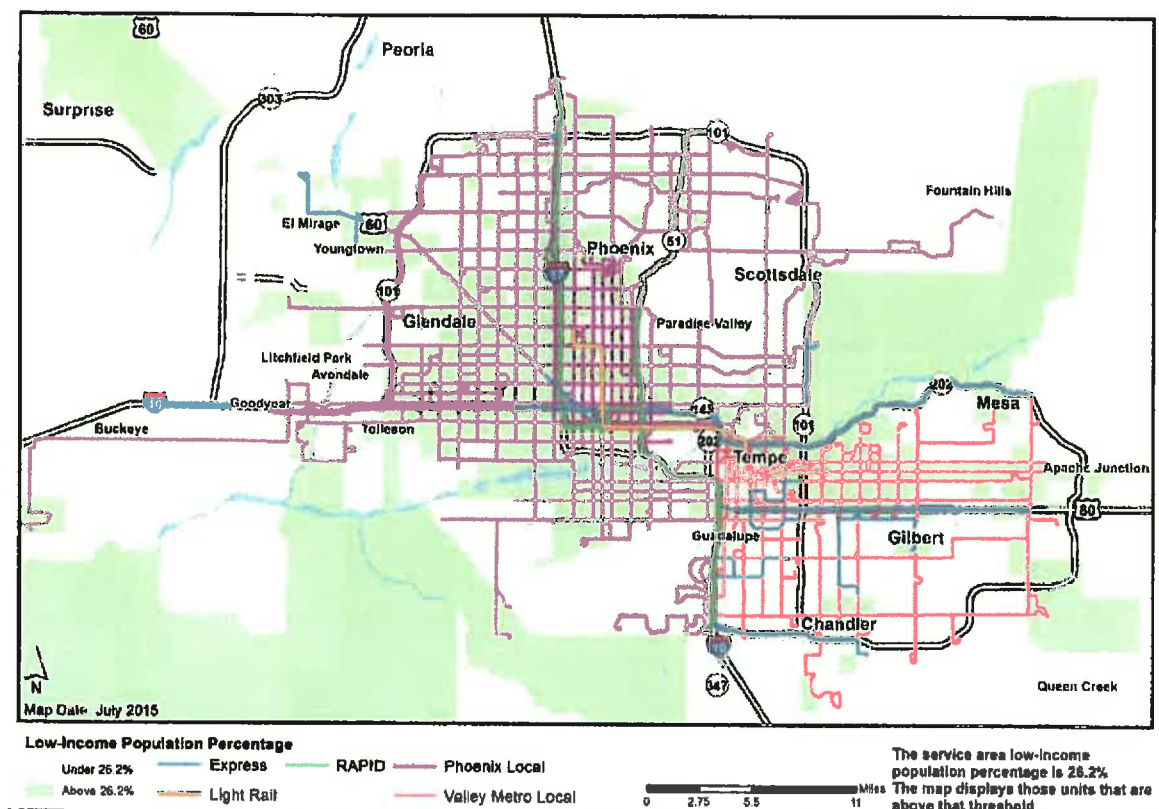 60
Peoria
303
Surprise
101
Fountain Hills
El Mirage
60
Youngtown
Phoenix
51
Scottsdale
101
Glendale
Paradise Valley
Litchfield Park
Avondale
10
Goodyear
202
Mesa
143
Buckeye
Tolleson
101
202
Tempe
Apache Junction
60
Guadalupe
Gilbert
Chandler
347
Queen Creek
N
Map Date July 2015
Low-Income Population Percentage
Under 26.2%
Express
RAPID
Phoenix Local
Above 26.2%
Light Rail
Valley Metro Local
Miles
0 2.75 5.5 11
The service area low-income
population percentage is 26.2%
The map displays those units that are
above that threshold